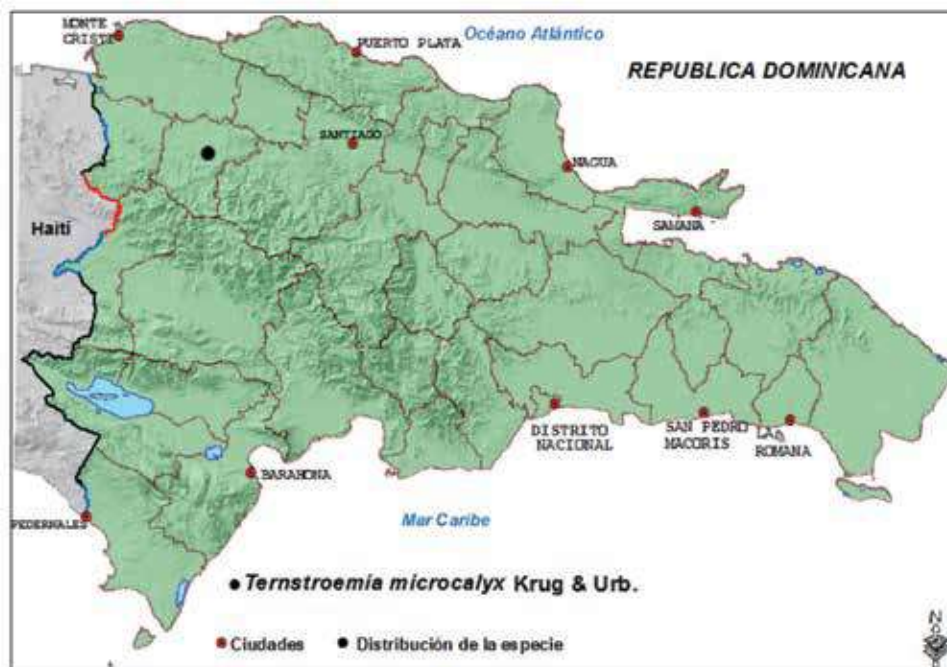 MONTE
CRISTI
PUERTO PLATA
Océano Atlántico
REPUBLICA DOMINICANA
SANTIAGO
NAGUA
Haití
SAMANA
DISTRITO
NACIONAL
SAN PEDRO
MACORIS
LA
ROMANA
BARAHONA
PEDERNALES
Mar Caribe
Ternstroemia microcalyx Krug & Urb.
Ciudades
Distribución de la especie
N